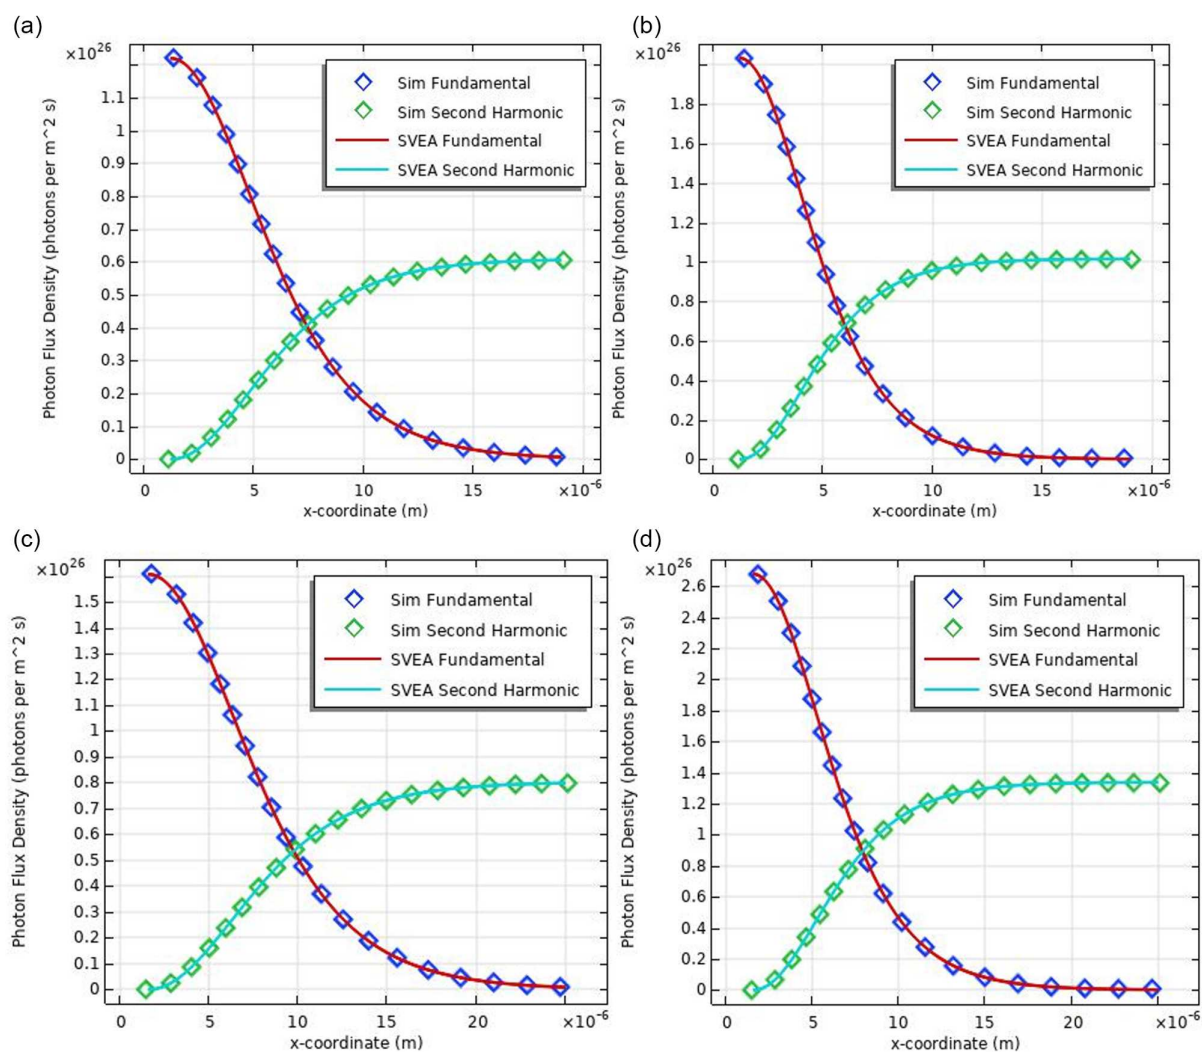 (a)
×10^26
Photon Flux Density (photons per m^2 s)
1.1
1
0.9
0.8
0.7
0.6
0.5
0.4
0.3
0.2
0.1
0
Sim Fundamental
Sim Second Harmonic
SVEA Fundamental
SVEA Second Harmonic
0 5 10 15 ×10^-6
x-coordinate (m)
(b)
×10^26
Photon Flux Density (photons per m^2 s)
1.8
1.6
1.4
1.2
1
0.8
0.6
0.4
0.2
0
Sim Fundamental
Sim Second Harmonic
SVEA Fundamental
SVEA Second Harmonic
0 5 10 15 ×10^-6
x-coordinate (m)
(c)
×10^26
Photon Flux Density (photons per m^2 s)
1.5
1.4
1.3
1.2
1.1
1
0.9
0.8
0.7
0.6
0.5
0.4
0.3
0.2
0.1
0
Sim Fundamental
Sim Second Harmonic
SVEA Fundamental
SVEA Second Harmonic
0 5 10 15 20 ×10^-6
x-coordinate (m)
(d)
×10^26
Photon Flux Density (photons per m^2 s)
2.6
2.4
2.2
2
1.8
1.6
1.4
1.2
1
0.8
0.6
0.4
0.2
0
Sim Fundamental
Sim Second Harmonic
SVEA Fundamental
SVEA Second Harmonic
0 5 10 15 20 ×10^-6
x-coordinate (m)